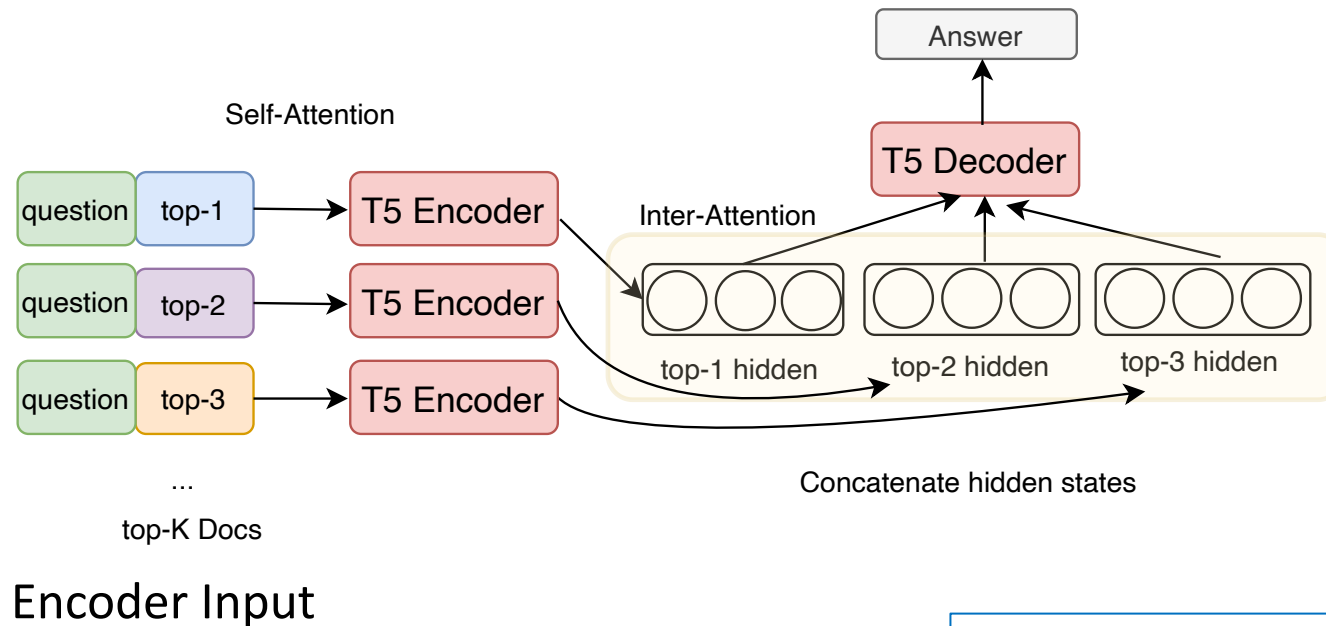 Answer
Self-Attention
T5 Decoder
question top-1 T5 Encoder
Inter-Attention
question top-2 T5 Encoder
top-1 hidden top-2 hidden top-3 hidden
question top-3 T5 Encoder
...
Concatenate hidden states
top-K Docs
Encoder Input